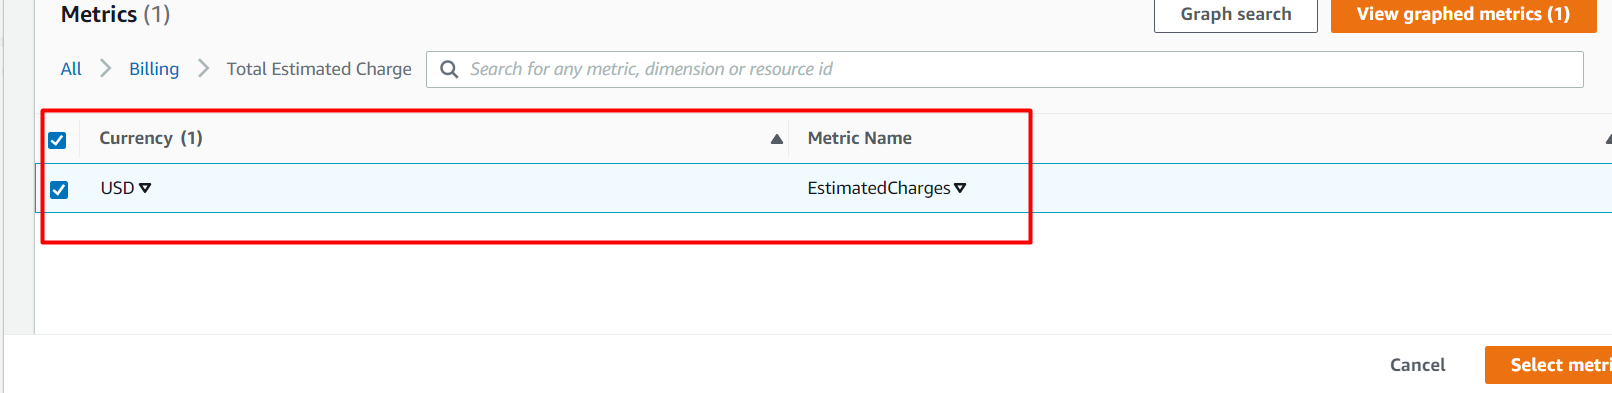 Metrics (1)
Graph search
View graphed metrics (1)
All
Billing
Total Estimated Charge
Search for any metric, dimension or resource id
Currency (1)
Metric Name
USD
EstimatedCharges
Cancel
Select metri